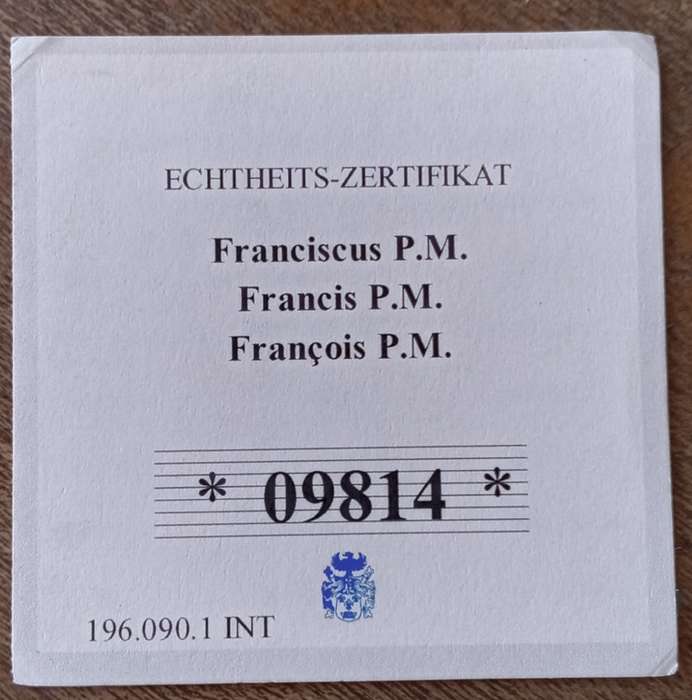 ECHTHEITS-ZERTIFIKAT
Franciscus P.M.
Francis P.M.
François P.M.
* 09814 *
196.090.1 INT